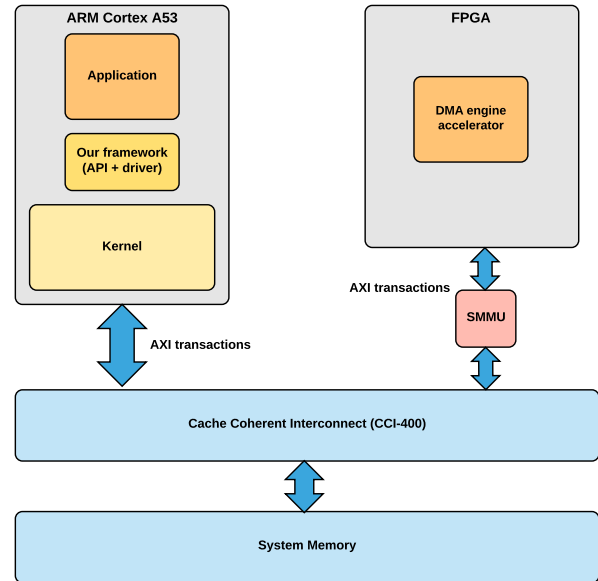 ARM Cortex A53
FPGA
Application
DMA engine
accelerator
Our framework
(API + driver)
Kernel
AXI transactions
SMMU
AXI transactions
Cache Coherent Interconnect (CCI-400)
System Memory